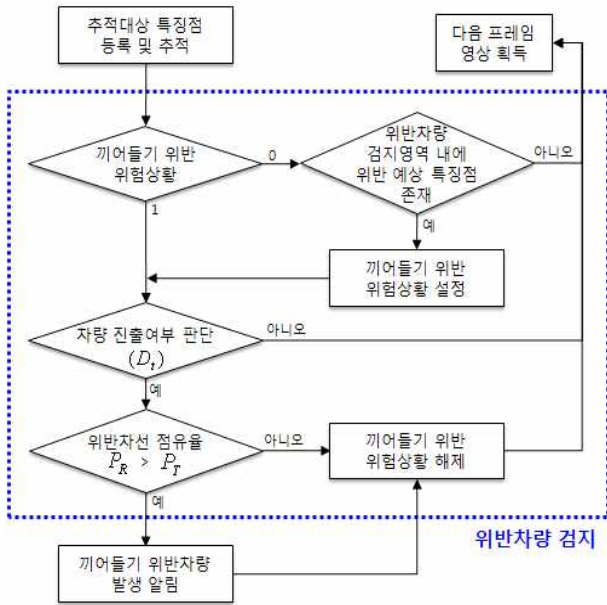 추적대상 특징점
등록 및 추적
다음 프레임
영상 획득
끼어들기 위반
위험상황
0
1
위반차량
검지영역 내에
위반 예상 특징점
존재
아니오
예
끼어들기 위반
위험상황 설정
차량 진출여부 판단
(D_t)
아니오
예
위반차선 점유율
P_R > P_T
아니오
예
끼어들기 위반
위험상황 해제
위반차량 검지
끼어들기 위반차량
발생 알림